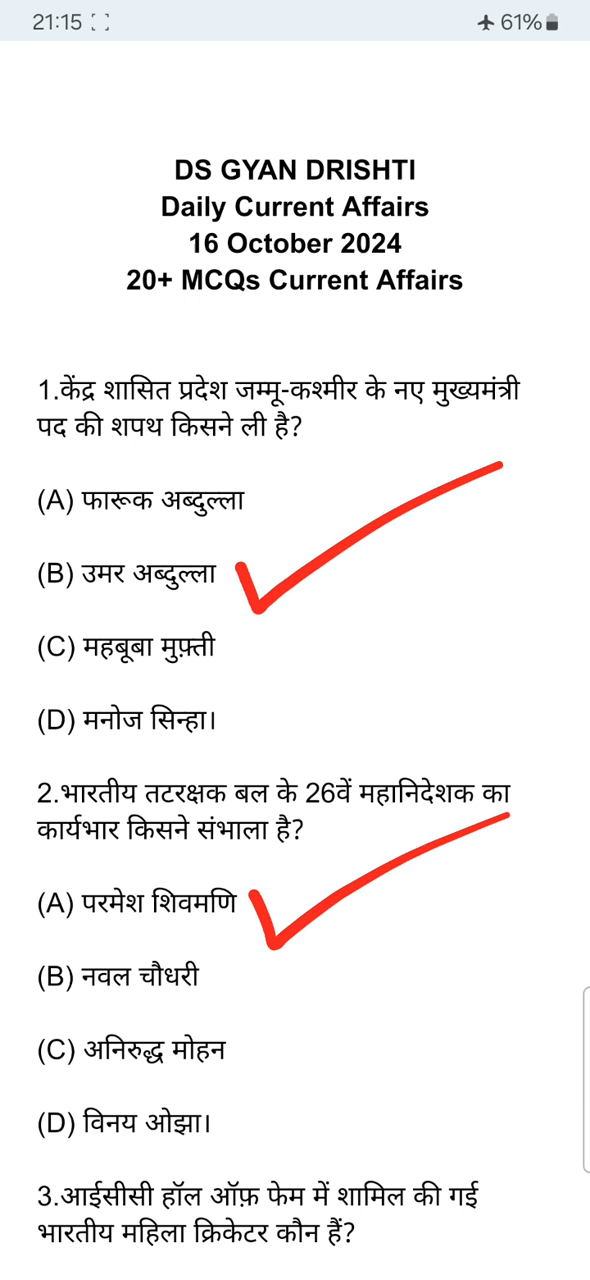 21:15
61%
DS GYAN DRISHTI
Daily Current Affairs
16 October 2024
20+ MCQs Current Affairs
1.केंद्र शासित प्रदेश जम्मू-कश्मीर के नए मुख्यमंत्री
पद की शपथ किसने ली है?
(A) फारूक अब्दुल्ला
(B) उमर अब्दुल्ला
(C) महबूबा मुफ़्ती
(D) मनोज सिन्हा।
2.भारतीय तटरक्षक बल के 26वें महानिदेशक का
कार्यभार किसने संभाला है?
(A) परमेश शिवमणि
(B) नवल चौधरी
(C) अनिरुद्ध मोहन
(D) विनय ओझा।
3.आईसीसी हॉल ऑफ़ फेम में शामिल की गई
भारतीय महिला क्रिकेटर कौन हैं?